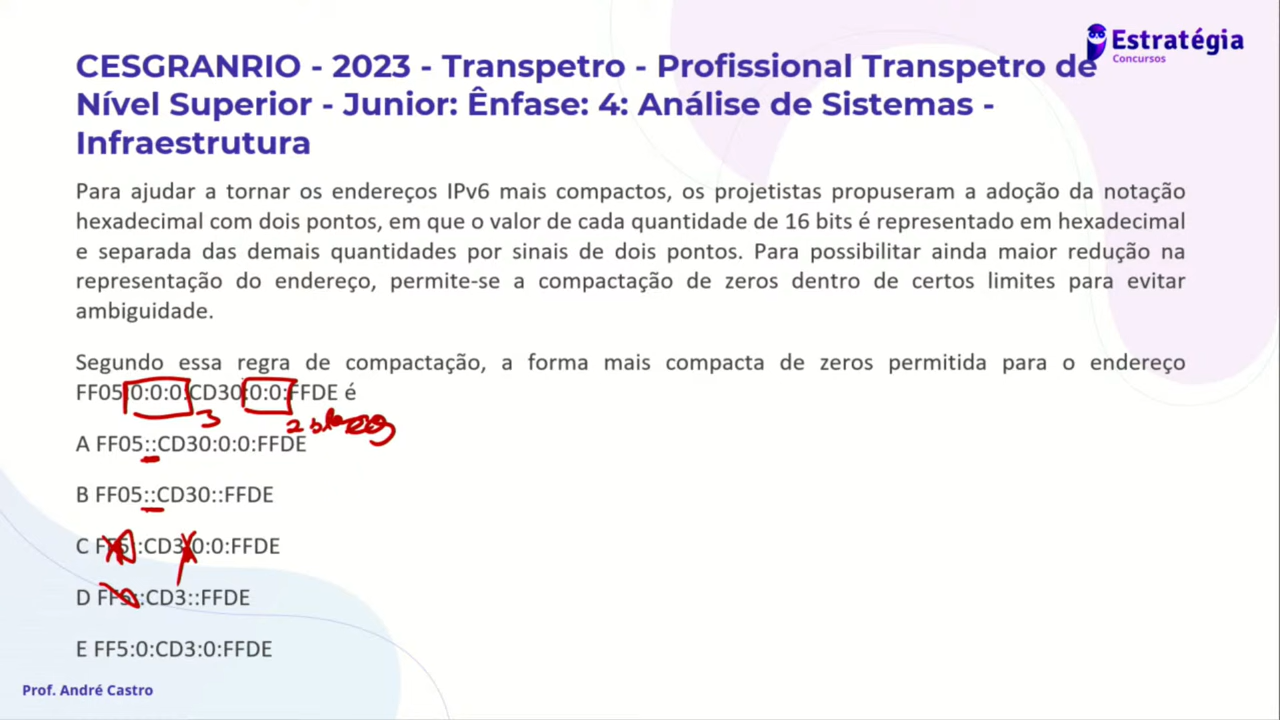 Estratégia
Concursos
CESGRANRIO - 2023 - Transpetro - Profissional Transpetro de
Nível Superior - Junior: Ênfase: 4: Análise de Sistemas -
Infraestrutura
Para ajudar a tornar os endereços IPv6 mais compactos, os projetistas propuseram a adoção da notação
hexadecimal com dois pontos, em que o valor de cada quantidade de 16 bits é representado em hexadecimal
e separada das demais quantidades por sinais de dois pontos. Para possibilitar ainda maior redução na
representação do endereço, permite-se a compactação de zeros dentro de certos limites para evitar
ambiguidade.
Segundo essa regra de compactação, a forma mais compacta de zeros permitida para o endereço
FF05:0:0:0:CD30:0:0:FFDE é
3
2 blocos
A FF05::CD30:0:0:FFDE
B FF05::CD30::FFDE
C FF5::CD3:0:0:FFDE
D FF5::CD3::FFDE
E FF5:0:CD3:0:FFDE
Prof. André Castro